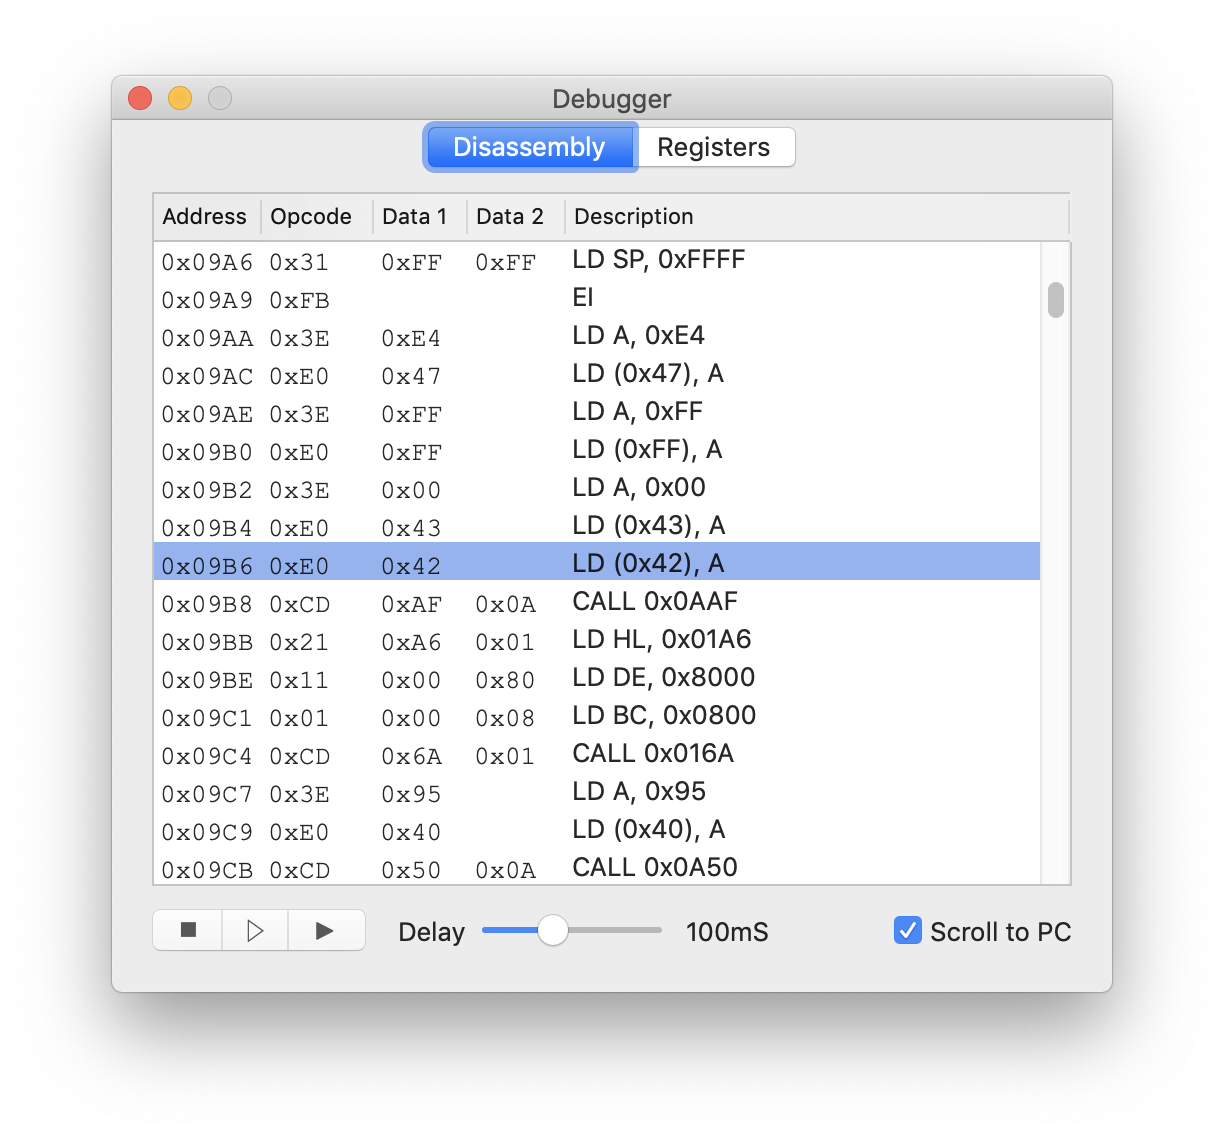 Debugger
Disassembly Registers
Address Opcode Data 1 Data 2 Description
0x09A6 0x31 0xFF 0xFF LD SP, 0xFFFF
0x09A9 0xFB EI
0x09AA 0x3E 0xE4 LD A, 0xE4
0x09AC 0xE0 0x47 LD (0x47), A
0x09AE 0x3E 0xFF LD A, 0xFF
0x09B0 0xE0 0xFF LD (0xFF), A
0x09B2 0x3E 0x00 LD A, 0x00
0x09B4 0xE0 0x43 LD (0x43), A
0x09B6 0xE0 0x42 LD (0x42), A
0x09B8 0xCD 0xAF 0x0A CALL 0x0AAF
0x09BB 0x21 0xA6 0x01 LD HL, 0x01A6
0x09BE 0x11 0x00 0x80 LD DE, 0x8000
0x09C1 0x01 0x00 0x08 LD BC, 0x0800
0x09C4 0xCD 0x6A 0x01 CALL 0x016A
0x09C7 0x3E 0x95 LD A, 0x95
0x09C9 0xE0 0x40 LD (0x40), A
0x09CB 0xCD 0x50 0x0A CALL 0x0A50
Delay 100mS Scroll to PC